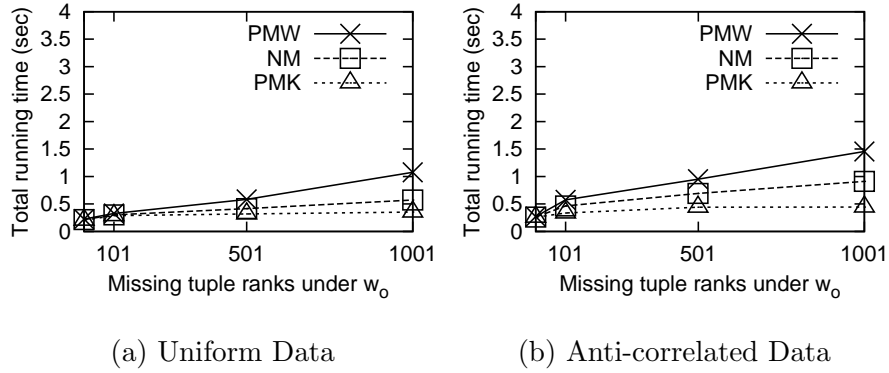 Total running time (sec)
4
3.5
3
2.5
2
1.5
1
0.5
0
PMW
NM
PMK
101
501
1001
Missing tuple ranks under w_o
(a) Uniform Data
Total running time (sec)
4
3.5
3
2.5
2
1.5
1
0.5
0
PMW
NM
PMK
101
501
1001
Missing tuple ranks under w_o
(b) Anti-correlated Data